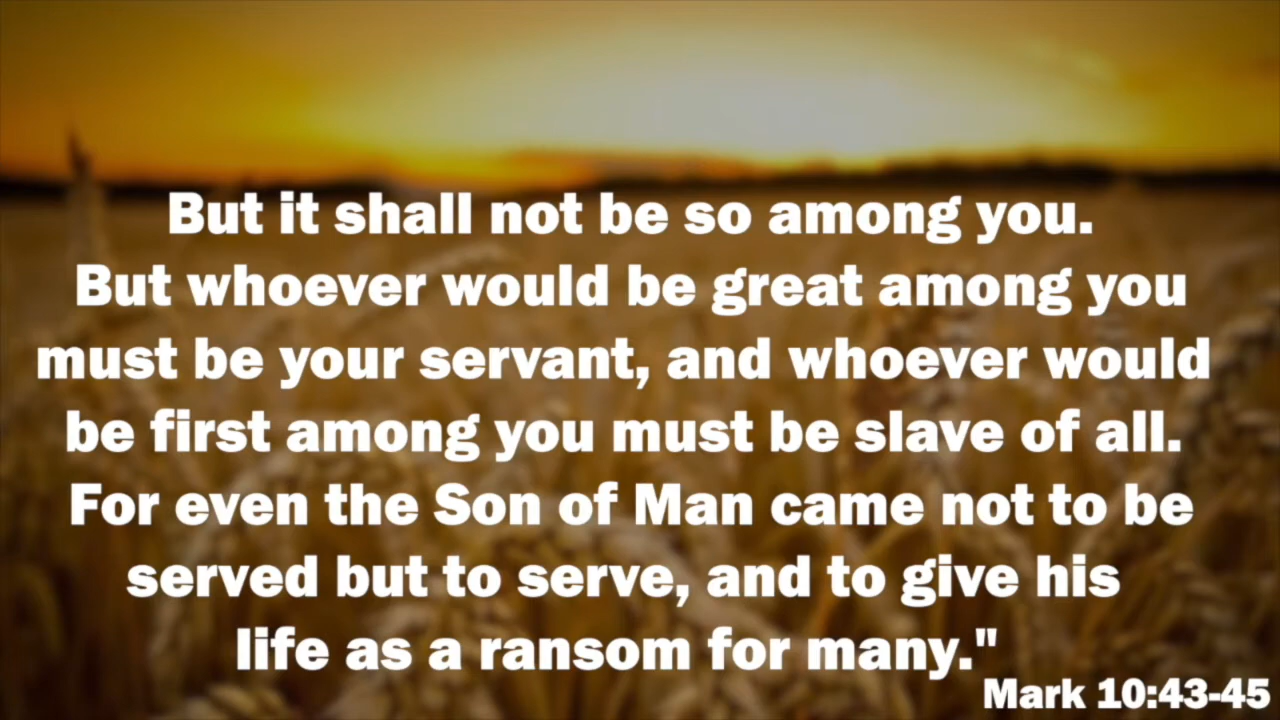 But it shall not be so among you.
But whoever would be great among you
must be your servant, and whoever would
be first among you must be slave of all.
For even the Son of Man came not to be
served but to serve, and to give his
life as a ransom for many."
Mark 10:43-45